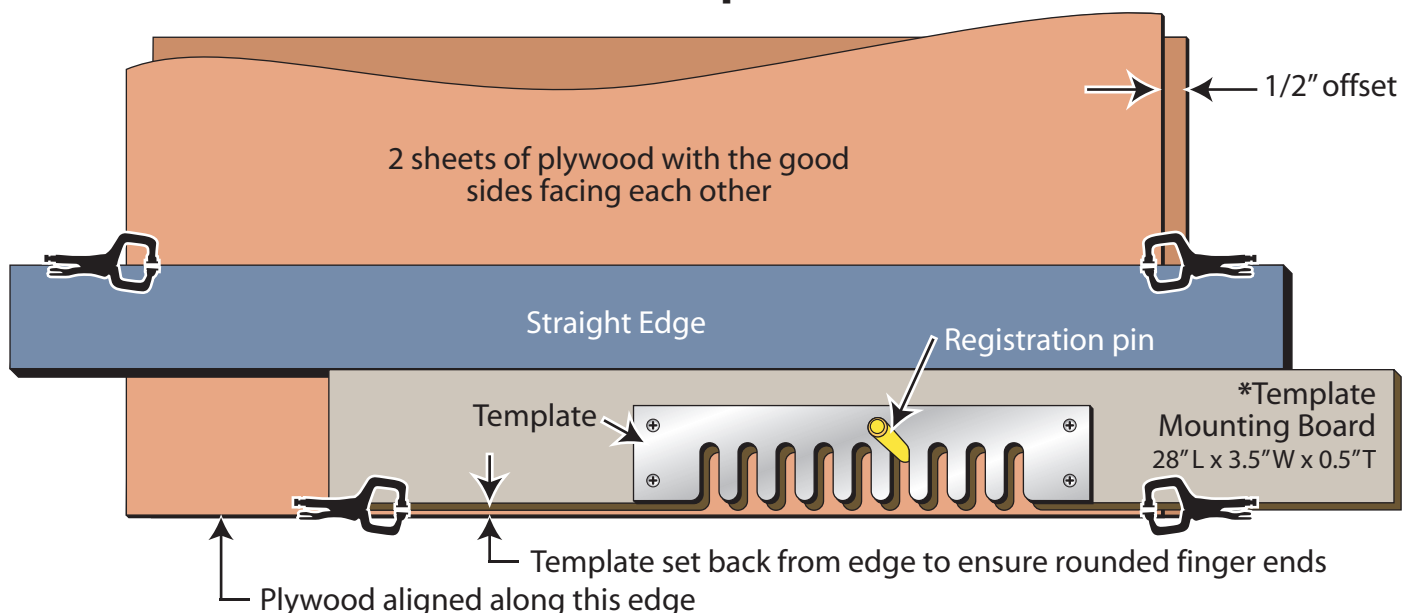 1/2” offset
2 sheets of plywood with the good
sides facing each other
Straight Edge
Registration pin
Template
*Template
Mounting Board
28”L x 3.5”W x 0.5”T
Template set back from edge to ensure rounded finger ends
Plywood aligned along this edge